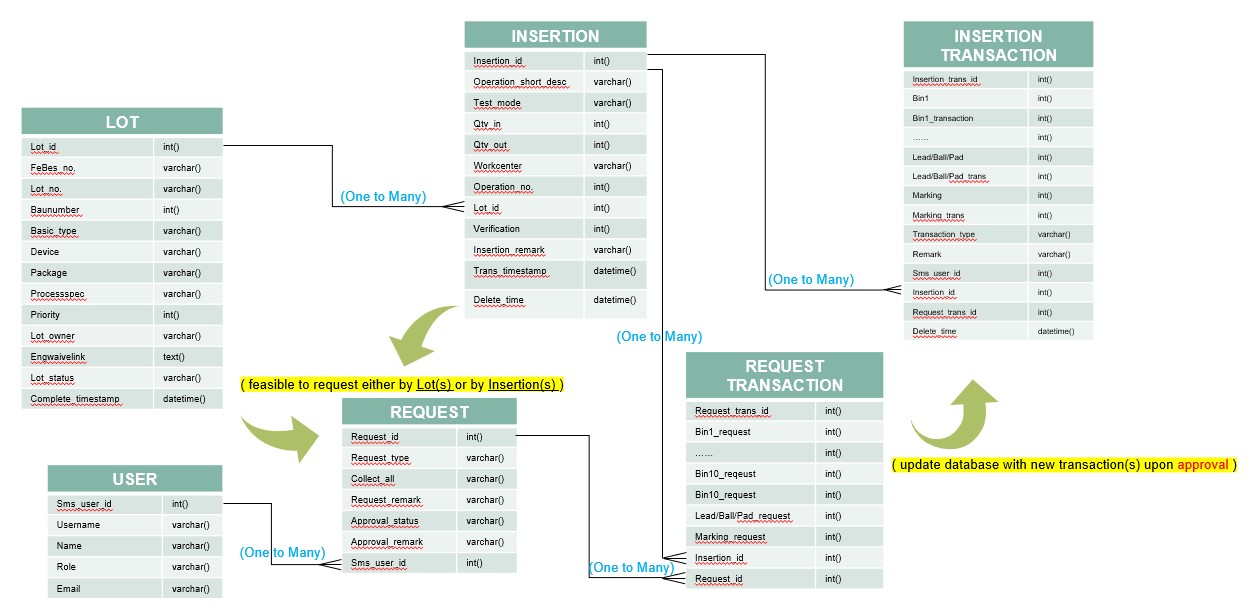 INSERTION
Insertion_id int()
Operation_short_desc varchar()
Test_mode varchar()
Qty_in int()
Qty_out int()
Workcenter varchar()
Operation_no. int()
Lot_id int()
Verification int()
Insertion_remark varchar()
Trans_timestamp datetime()
Delete_time datetime()
INSERTION
TRANSACTION
Insertion_trans_id int()
Bin1 int()
Bin1_transaction int()
...... int()
Lead/Ball/Pad int()
Lead/Ball/Pad_trans int()
Marking int()
Marking_trans int()
Transaction_type varchar()
Remark varchar()
Sms_user_id int()
Insertion_id int()
Request_trans_id int()
Delete_time datetime()
LOT
Lot_id int()
FeBes_no. varchar()
Lot_no. varchar()
Baunumber int()
Basic_type varchar()
Device varchar()
Package varchar()
Processspec varchar()
Priority int()
Lot_owner varchar()
Engwaivelink text()
Lot_status varchar()
Complete_timestamp datetime()
(One to Many)
(One to Many)
(One to Many)
( feasible to request either by Lot(s) or by Insertion(s) )
REQUEST
Request_id int()
Request_type varchar()
Collect_all varchar()
Request_remark varchar()
Approval_status varchar()
Approval_remark varchar()
Sms_user_id int()
REQUEST
TRANSACTION
Request_trans_id int()
Bin1_request int()
...... int()
Bin10_reqeust int()
Bin10_request int()
Lead/Ball/Pad_request int()
Marking_request int()
Insertion_id int()
Request_id int()
( update database with new transaction(s) upon approval )
USER
Sms_user_id int()
Username varchar()
Name varchar()
Role varchar()
Email varchar()
(One to Many)
(One to Many)